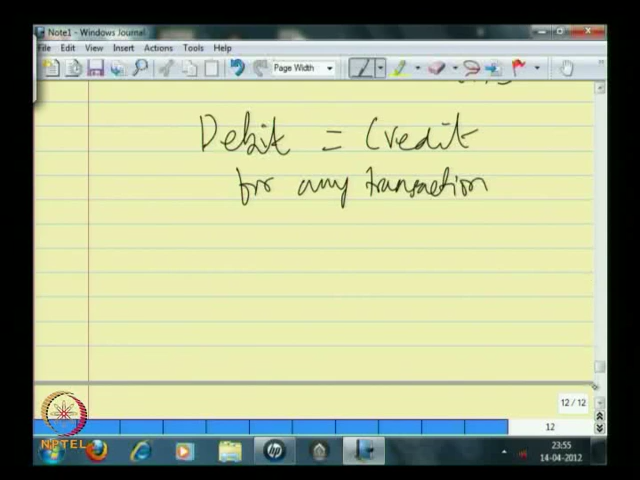 Note1 - Windows Journal
File Edit View Insert Actions Tools Help
Page Width
Debit = Credit
for any transaction
12 / 12
12
NPTEL
hp
23:55
14-04-2012